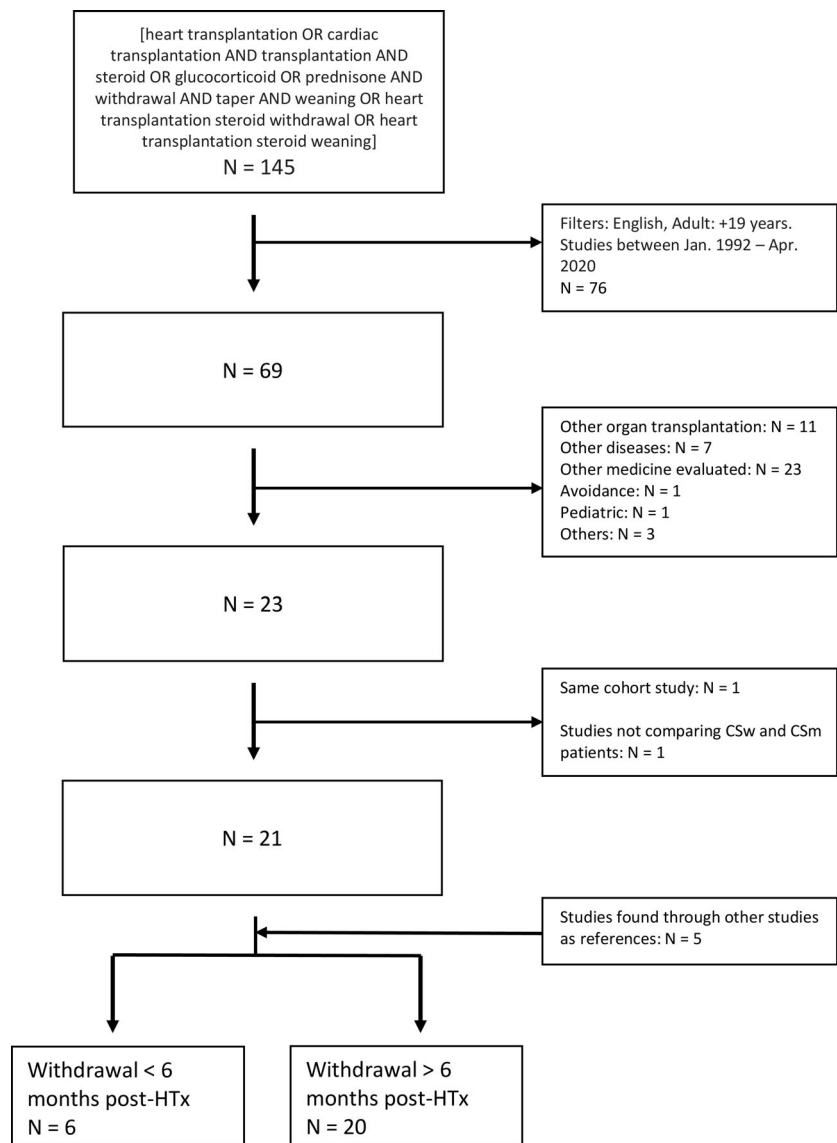 [heart transplantation OR cardiac
transplantation AND transplantation AND
steroid OR glucocorticoid OR prednisone AND
withdrawal AND taper AND weaning OR heart
transplantation steroid withdrawal OR heart
transplantation steroid weaning]
N = 145
Filters: English, Adult: +19 years.
Studies between Jan. 1992 – Apr.
2020
N = 76
N = 69
Other organ transplantation: N = 11
Other diseases: N = 7
Other medicine evaluated: N = 23
Avoidance: N = 1
Pediatric: N = 1
Others: N = 3
N = 23
Same cohort study: N = 1
Studies not comparing CSw and CSm
patients: N = 1
N = 21
Studies found through other studies
as references: N = 5
Withdrawal < 6
months post-HTx
N = 6
Withdrawal > 6
months post-HTx
N = 20